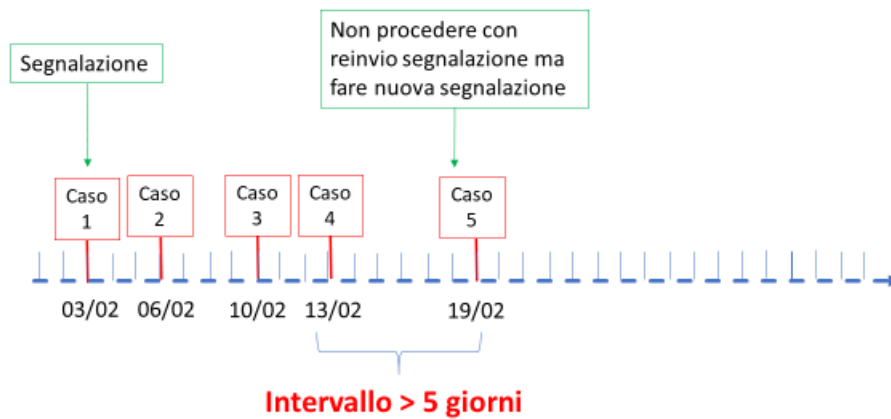 Segnalazione
Non procedere con
reinvio segnalazione ma
fare nuova segnalazione
Caso
1
Caso
2
Caso
3
Caso
4
Caso
5
03/02
06/02
10/02
13/02
19/02
Intervallo > 5 giorni